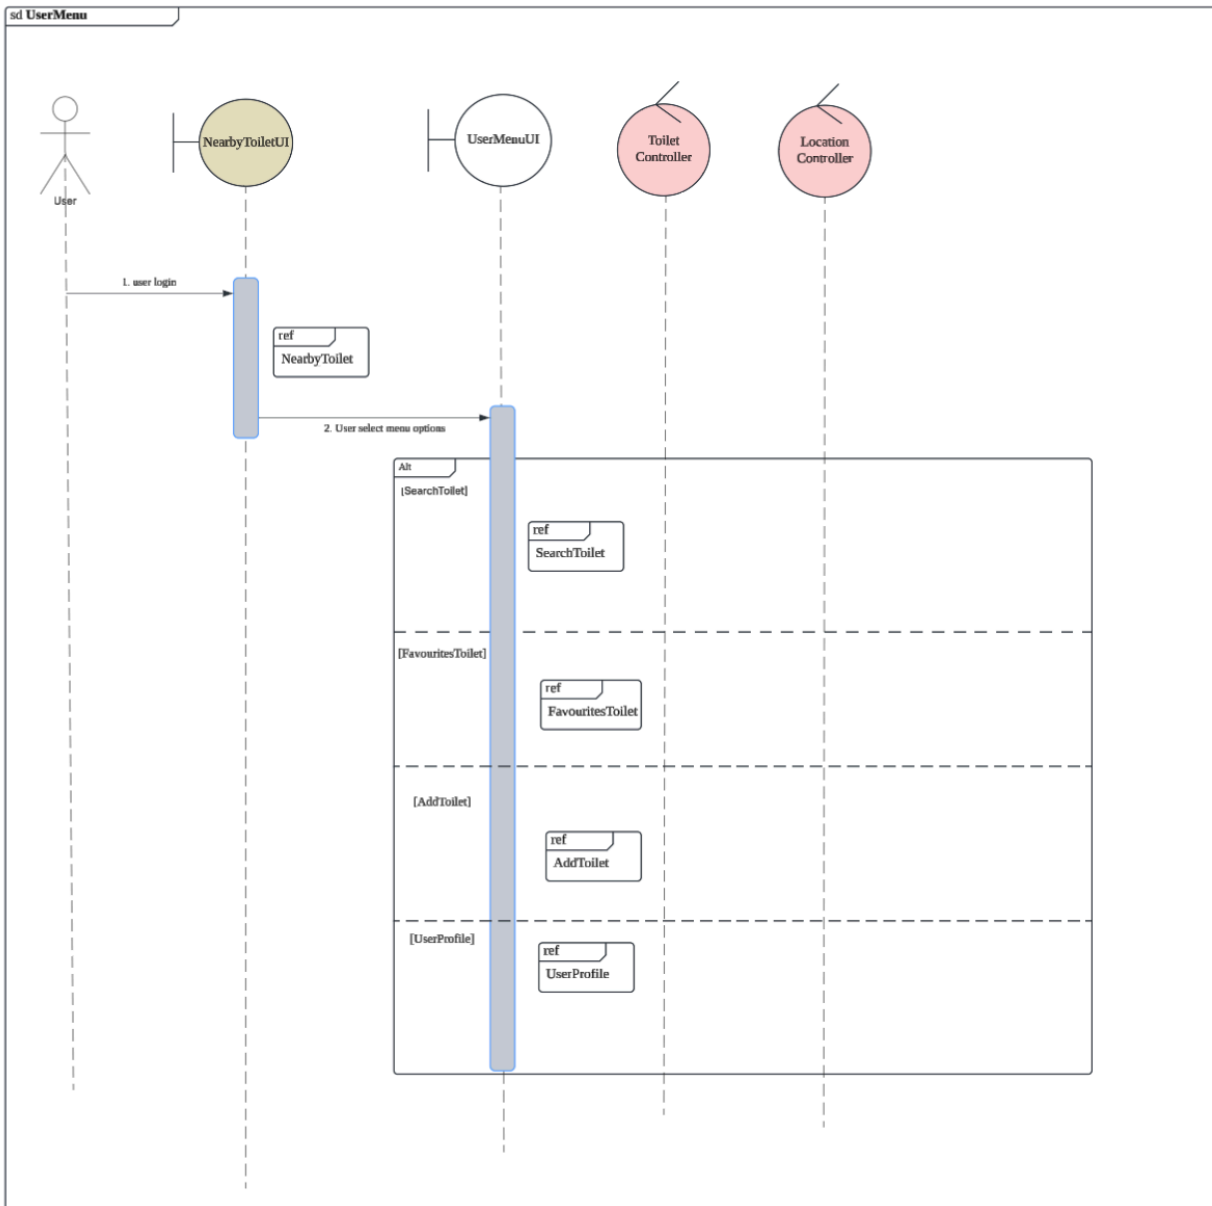 sd UserMenu
NearbyToiletUI
UserMenuUI
Toilet
Controller
Location
Controller
User
1. user login
ref
NearbyToilet
2. User select menu options
Alt
[SearchToilet]
ref
SearchToilet
[FavouritesToilet]
ref
FavouritesToilet
[AddToilet]
ref
AddToilet
[UserProfile]
ref
UserProfile